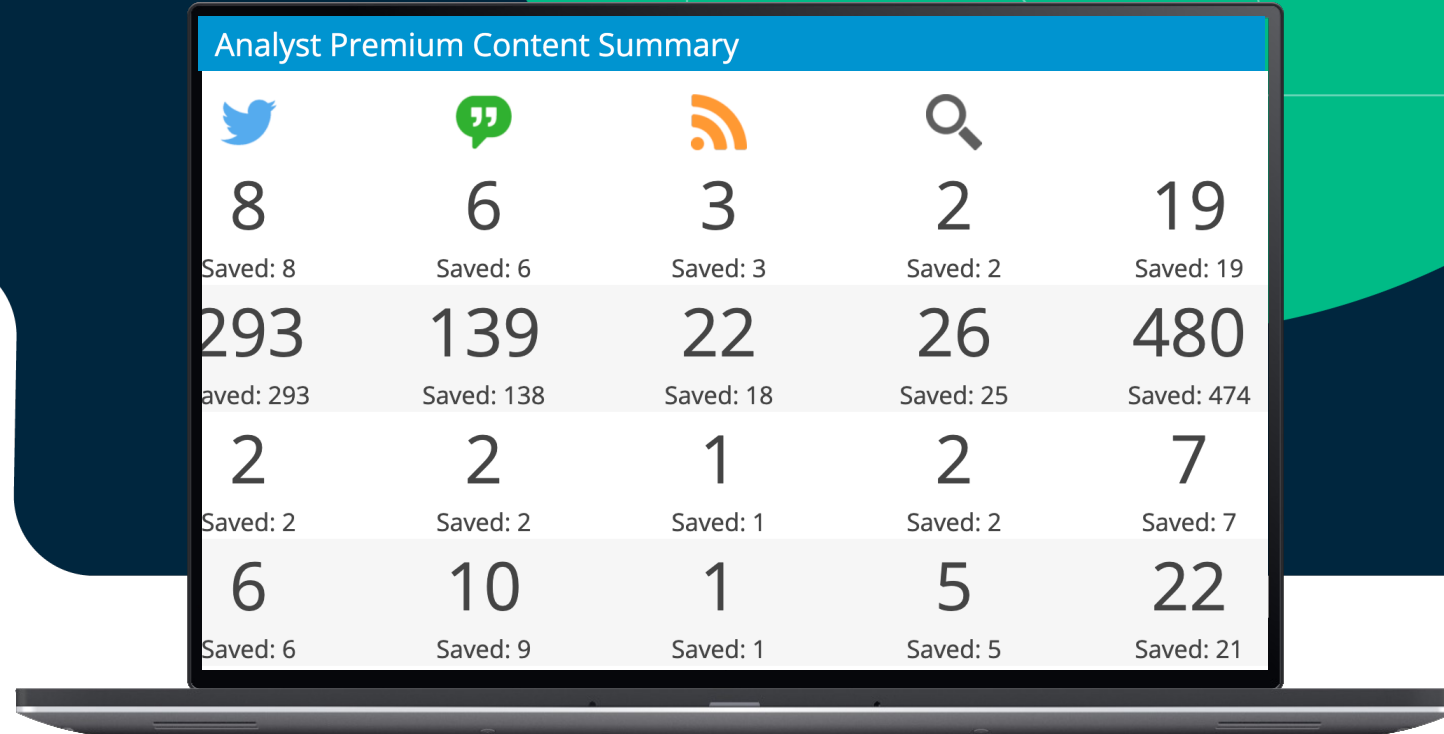 Analyst Premium Content Summary
8 6 3 2 19
Saved: 8 Saved: 6 Saved: 3 Saved: 2 Saved: 19
293 139 22 26 480
aved: 293 Saved: 138 Saved: 18 Saved: 25 Saved: 474
2 2 1 2 7
Saved: 2 Saved: 2 Saved: 1 Saved: 2 Saved: 7
6 10 1 5 22
Saved: 6 Saved: 9 Saved: 1 Saved: 5 Saved: 21